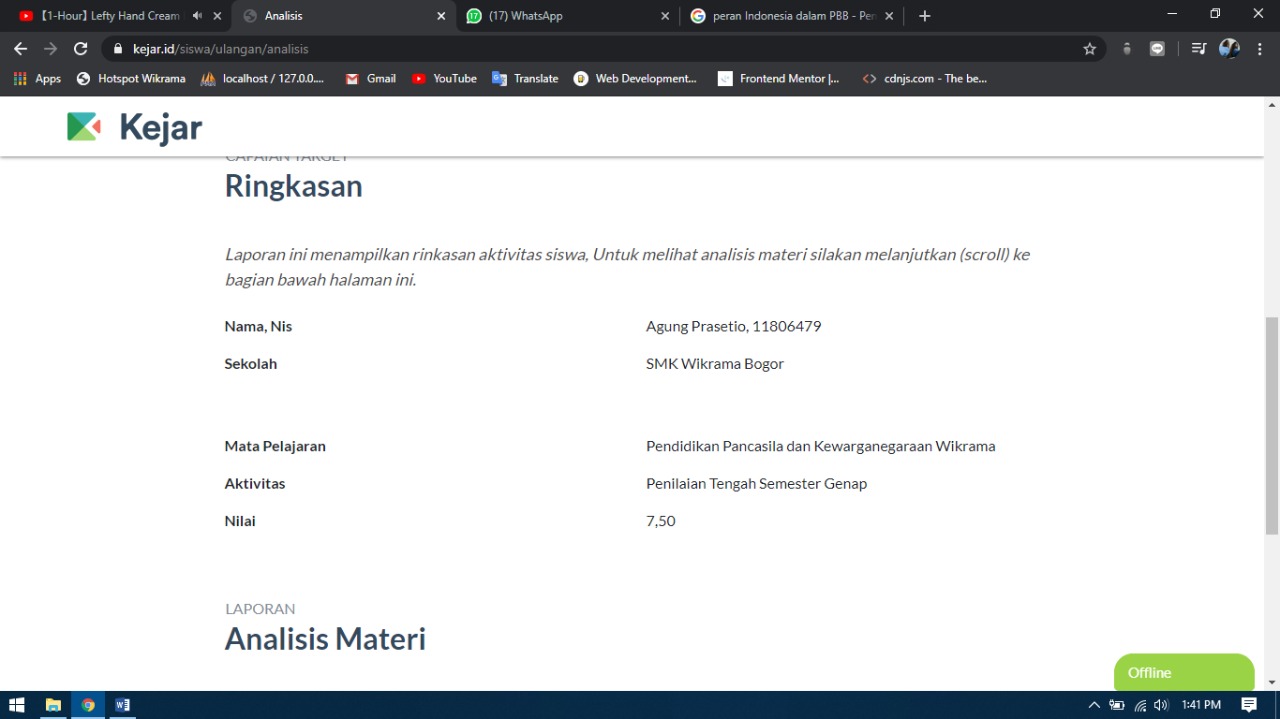 【1-Hour】Lefty Hand Cream
Analisis
(17) WhatsApp
peran Indonesia dalam PBB - Pen
kejar.id/siswa/ulangan/analisis
Apps
Hotspot Wikrama
localhost / 127.0.0....
Gmail
YouTube
Translate
Web Development...
Frontend Mentor |...
cdnjs.com - The be...
Kejar
CAPAIAN TARGET
Ringkasan
Laporan ini menampilkan rinkasan aktivitas siswa, Untuk melihat analisis materi silakan melanjutkan (scroll) ke
bagian bawah halaman ini.
Nama, Nis Agung Prasetio, 11806479
Sekolah SMK Wikrama Bogor
Mata Pelajaran Pendidikan Pancasila dan Kewarganegaraan Wikrama
Aktivitas Penilaian Tengah Semester Genap
Nilai 7,50
LAPORAN
Analisis Materi
Offline
1:41 PM